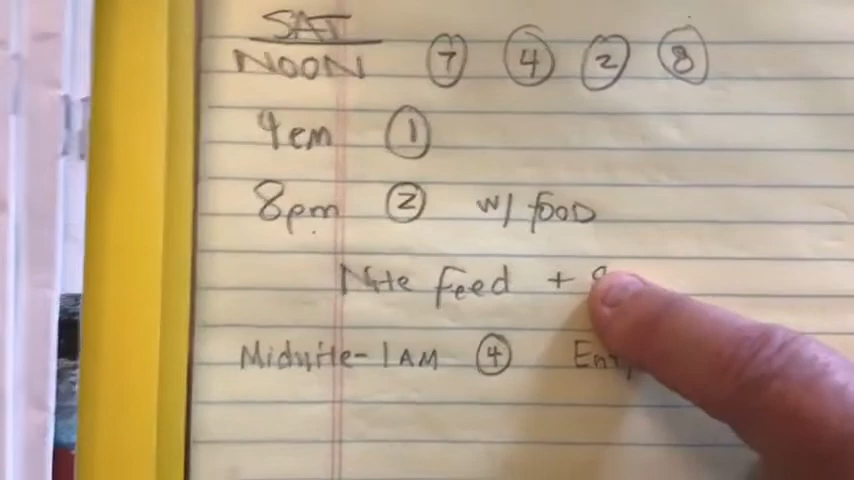 SAT
NOON 7 4 2 8
4pm 1
8pm 2 w/ FOOD
Nite Feed +
Midnite-1AM 4